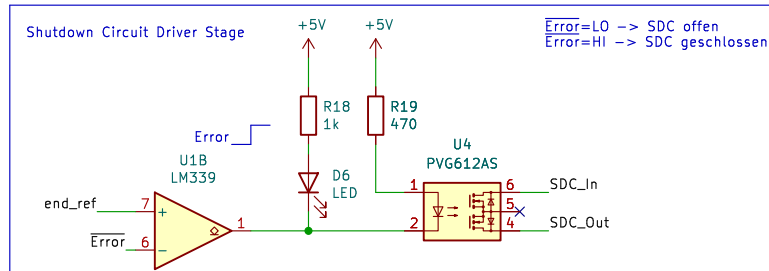 Shutdown Circuit Driver Stage
+5V
+5V
Error=LO -> SDC offen
Error=HI -> SDC geschlossen
R18
1k
R19
470
Error
U4
PVG612AS
U1B
LM339
D6
LED
end_ref
7
+
1
Error
6
-
1
2
6
5
4
SDC_In
SDC_Out